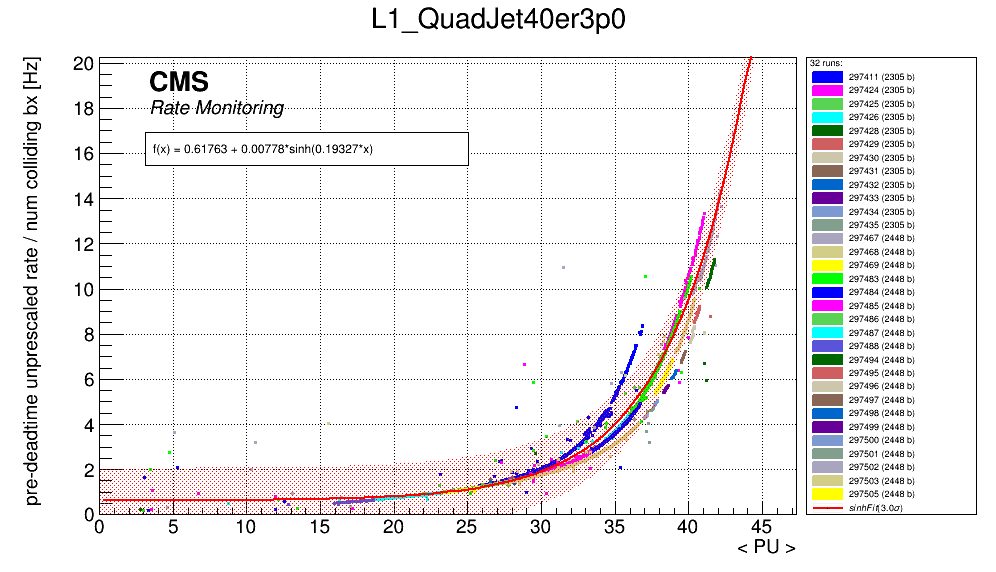 L1_QuadJet40er3p0
pre-deadtime unprescaled rate / num colliding bx [Hz]
CMS
Rate Monitoring
f(x) = 0.61763 + 0.00778*sinh(0.19327*x)
20
18
16
14
12
10
8
6
4
2
0
0 5 10 15 20 25 30 35 40 45
< PU >
32 runs:
297411 (2305 b)
297424 (2305 b)
297425 (2305 b)
297426 (2305 b)
297428 (2305 b)
297429 (2305 b)
297430 (2305 b)
297431 (2305 b)
297432 (2305 b)
297433 (2305 b)
297434 (2305 b)
297435 (2305 b)
297467 (2448 b)
297468 (2448 b)
297469 (2448 b)
297483 (2448 b)
297484 (2448 b)
297485 (2448 b)
297486 (2448 b)
297487 (2448 b)
297488 (2448 b)
297494 (2448 b)
297495 (2448 b)
297496 (2448 b)
297497 (2448 b)
297498 (2448 b)
297499 (2448 b)
297500 (2448 b)
297501 (2448 b)
297502 (2448 b)
297503 (2448 b)
297505 (2448 b)
sinhFit(3.0σ)